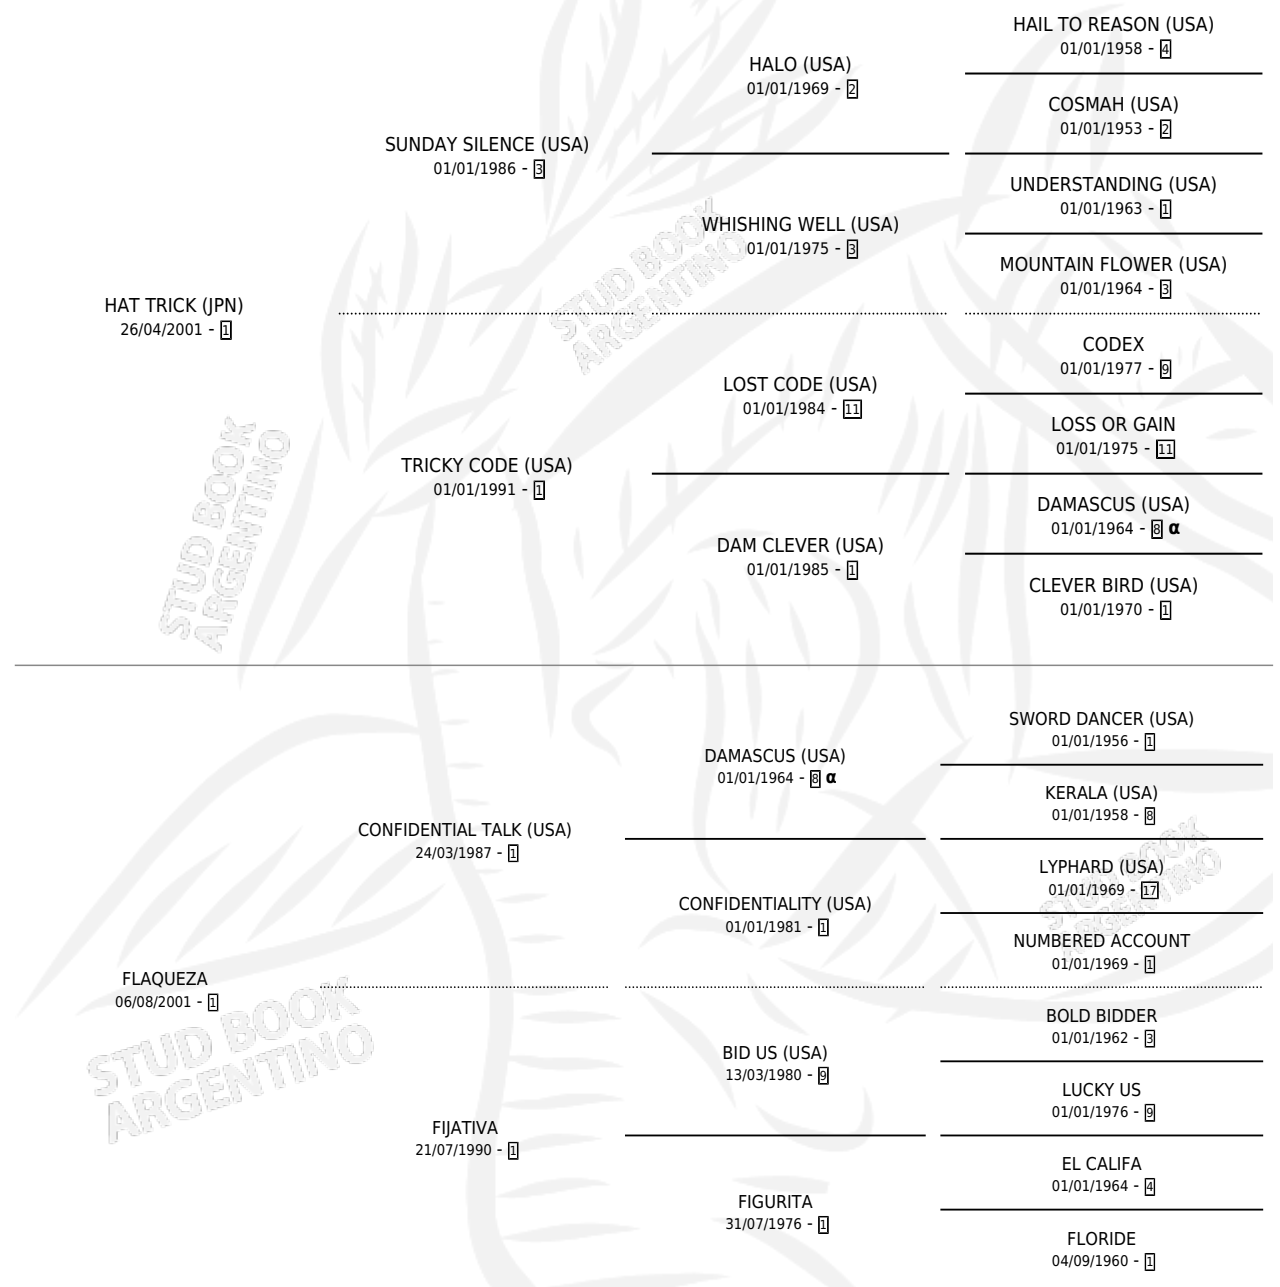 HAIL TO REASON (USA)
01/01/1958 - 4
HALO (USA)
01/01/1969 - 2
COSMAH (USA)
01/01/1953 - 2
SUNDAY SILENCE (USA)
01/01/1986 - 3
UNDERSTANDING (USA)
01/01/1963 - 1
WHISHING WELL (USA)
01/01/1975 - 3
MOUNTAIN FLOWER (USA)
01/01/1964 - 3
HAT TRICK (JPN)
26/04/2001 - 1
CODEX
01/01/1977 - 9
LOST CODE (USA)
01/01/1984 - 11
LOSS OR GAIN
01/01/1975 - 11
TRICKY CODE (USA)
01/01/1991 - 1
DAMASCUS (USA)
01/01/1964 - 8 α
DAM CLEVER (USA)
01/01/1985 - 1
CLEVER BIRD (USA)
01/01/1970 - 1
SWORD DANCER (USA)
01/01/1956 - 1
DAMASCUS (USA)
01/01/1964 - 8 α
KERALA (USA)
01/01/1958 - 8
CONFIDENTIAL TALK (USA)
24/03/1987 - 1
LYPHARD (USA)
01/01/1969 - 17
CONFIDENTIALITY (USA)
01/01/1981 - 1
NUMBERED ACCOUNT
01/01/1969 - 1
FLAQUEZA
06/08/2001 - 1
BOLD BIDDER
01/01/1962 - 3
BID US (USA)
13/03/1980 - 9
LUCKY US
01/01/1976 - 9
FIJATIVA
21/07/1990 - 1
EL CALIFA
01/01/1964 - 4
FIGURITA
31/07/1976 - 1
FLORIDE
04/09/1960 - 1
STUD BOOK
ARGENTINO
STUD BOOK
ARGENTINO
STUD BOOK
ARGENTINO
STUD BOOK
ARGENTINO